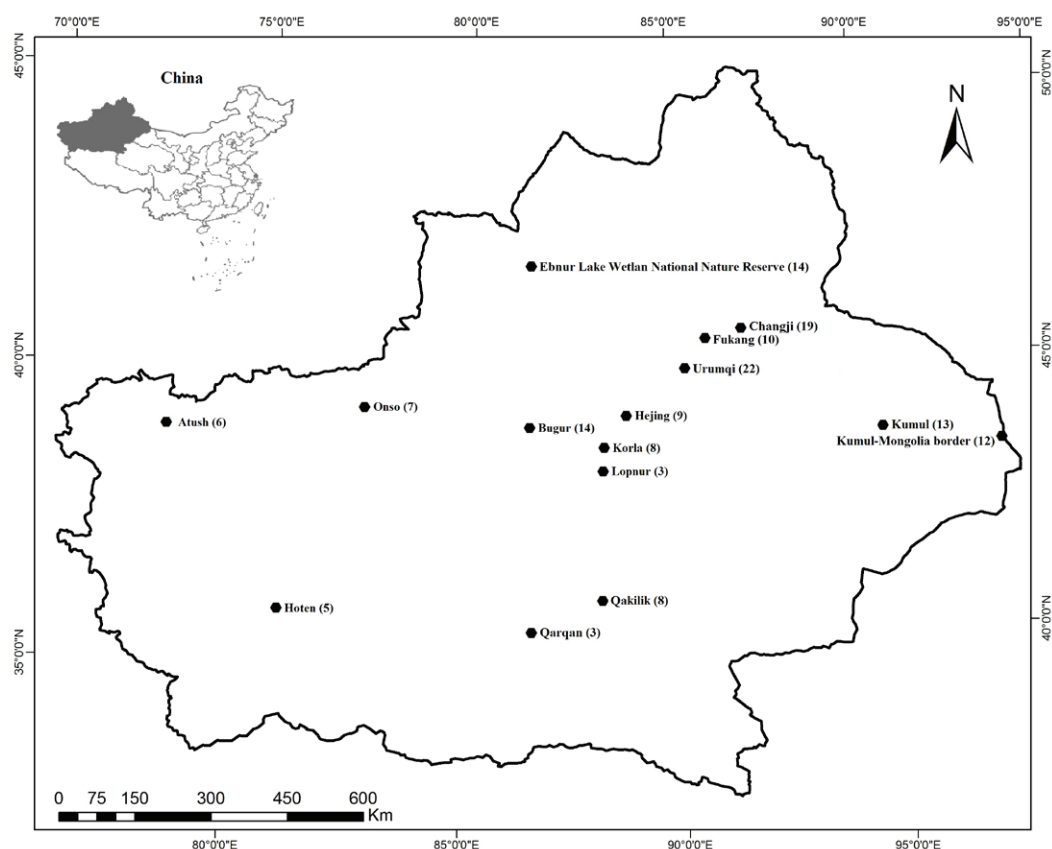 70°0'0"E 75°0'0"E 80°0'0"E 85°0'0"E 90°0'0"E 95°0'0"E
45°0'0"N
50°0'0"N
China
N
Ebnur Lake Wetlan National Nature Reserve (14)
Changji (19)
Fukang (10)
40°0'0"N
45°0'0"N
Urumqi (22)
Onso (7)
Atush (6)
Hejing (9)
Bugur (14)
Kumul (13)
Kumul-Mongolia border (12)
Korla (8)
Lopnur (3)
Hoten (5)
Qakilik (8)
40°0'0"N
Qarqan (3)
35°0'0"N
0 75 150 300 450 600
Km
80°0'0"E 85°0'0"E 90°0'0"E 95°0'0"E